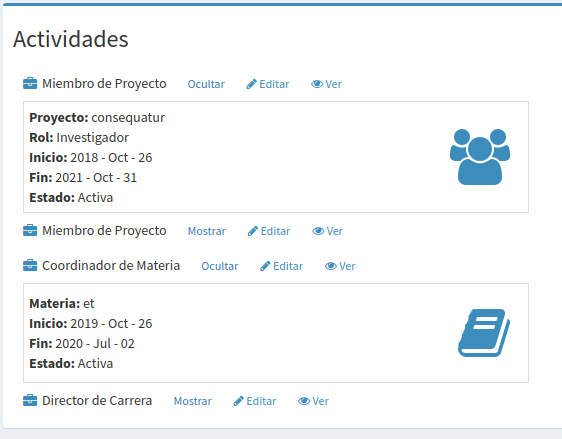 Actividades
Miembro de Proyecto Ocultar Editar Ver
Proyecto: consequatur
Rol: Investigador
Inicio: 2018 - Oct - 26
Fin: 2021 - Oct - 31
Estado: Activa
Miembro de Proyecto Mostrar Editar Ver
Coordinador de Materia Ocultar Editar Ver
Materia: et
Inicio: 2019 - Oct - 26
Fin: 2020 - Jul - 02
Estado: Activa
Director de Carrera Mostrar Editar Ver